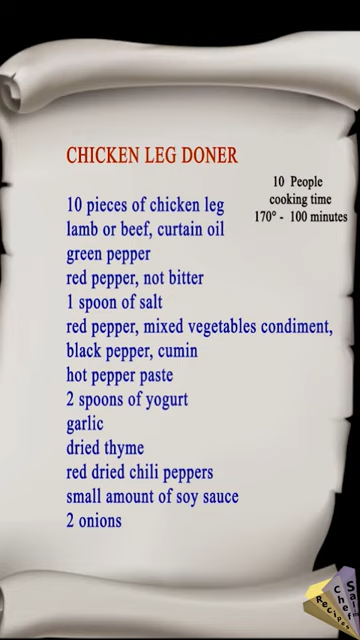 CHICKEN LEG DONER
10 People
cooking time
170° - 100 minutes
10 pieces of chicken leg
lamb or beef, curtain oil
green pepper
red pepper, not bitter
1 spoon of salt
red pepper, mixed vegetables condiment,
black pepper, cumin
hot pepper paste
2 spoons of yogurt
garlic
dried thyme
red dried chili peppers
small amount of soy sauce
2 onions
Salim
Chef
Recipes